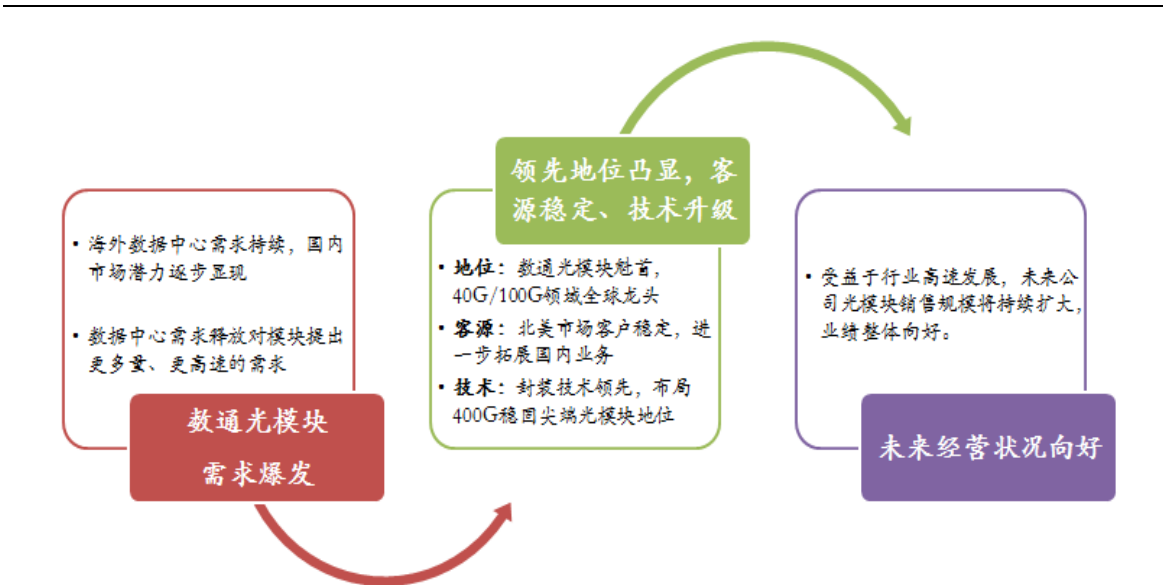 • 海外数据中心需求持续，国内
市场潜力逐步显现
• 数据中心需求释放对模块提出
更多量、更高速的需求
数通光模块
需求爆发
领先地位凸显，客
源稳定、技术升级
• 地位：数通光模块魁首，
40G/100G领域全球龙头
• 客源：北美市场客户稳定，进
一步拓展国内业务
• 技术：封装技术领先，布局
400G稳固尖端光模块地位
• 受益于行业高速发展，未来公
司光模块销售规模将持续扩大，
业绩整体向好。
未来经营状况向好